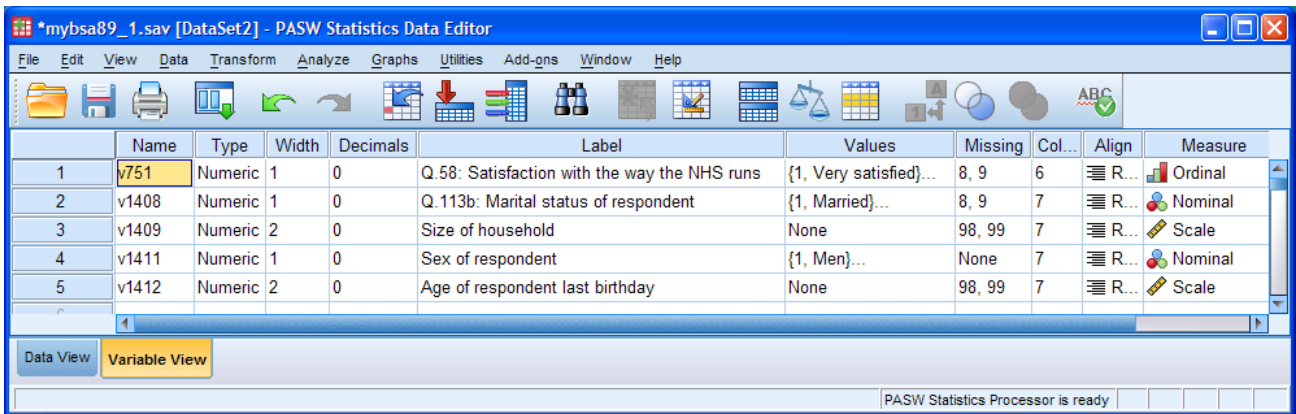 *mybsa89_1.sav [DataSet2] - PASW Statistics Data Editor
File Edit View Data Transform Analyze Graphs Utilities Add-ons Window Help
A 1 ABC
Name Type Width Decimals Label Values Missing Col... Align Measure
1 v751 Numeric 1 0 Q.58: Satisfaction with the way the NHS runs {1, Very satisfied}... 8, 9 6 R... Ordinal
2 v1408 Numeric 1 0 Q.113b: Marital status of respondent {1, Married}... 8, 9 7 R... Nominal
3 v1409 Numeric 2 0 Size of household None 98, 99 7 R... Scale
4 v1411 Numeric 1 0 Sex of respondent {1, Men}... None 7 R... Nominal
5 v1412 Numeric 2 0 Age of respondent last birthday None 98, 99 7 R... Scale
Data View Variable View
PASW Statistics Processor is ready